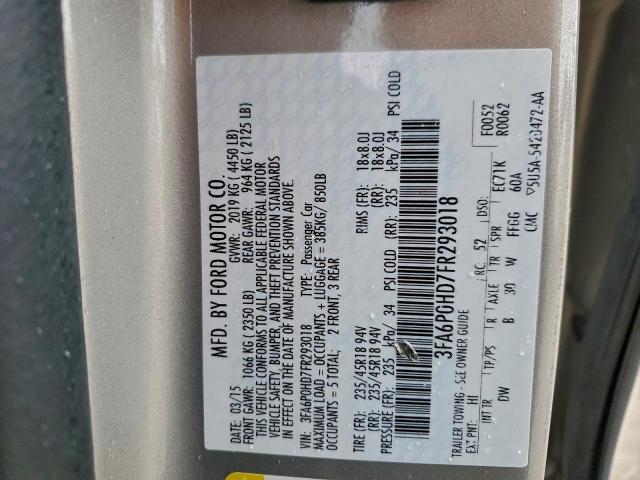 MFD. BY FORD MOTOR CO.
DATE: 03/15 GVWR: 2019 KG ( 4450 LB)
FRONT GAWR: 1066 KG ( 2350 LB) REAR GAWR: 964 KG ( 2125 LB)
THIS VEHICLE CONFORMS TO ALL APPLICABLE FEDERAL MOTOR
VEHICLE SAFETY, BUMPER, AND THEFT PREVENTION STANDARDS
IN EFFECT ON THE DATE OF MANUFACTURE SHOWN ABOVE.
VIN: 3FA6P0HD7FR293018 TYPE: Passenger Car
MAXIMUM LOAD = OCCUPANTS + LUGGAGE = 385KG/ 850LB
OCCUPANTS = 5 TOTAL; 2 FRONT, 3 REAR
TIRE (FR): 235/45R18 94V RIMS (FR): 18x8.0J
(RR): 235/45R18 94V (RR): 18x8.0J
PRESSURE (FR): 235 kPa/ 34 PSI COLD (RR): 235 kPa/ 34 PSI COLD
3FA6P0HD7FR293018
TRAILER TOWING - SEE OWNER GUIDE F0052
R0062
EXT PNT: HI RC: 52 DSO:
INT TR TP/PS R AXLE TR SPR EC71K
DW B 30 W FFGG 60A
CMC ▽5U5A-5420472-AA